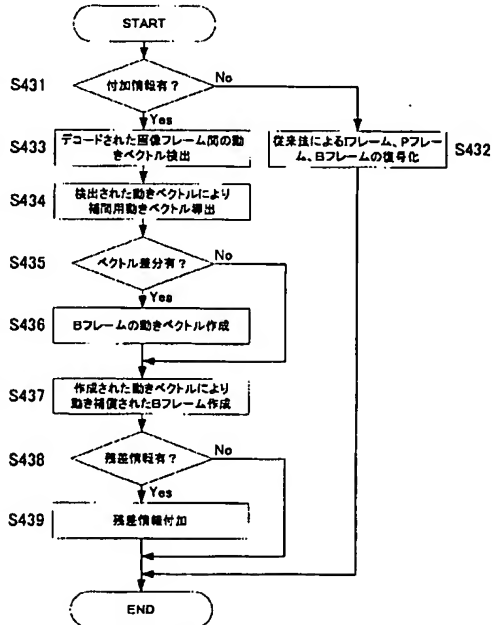 START
S431
付加情報有?
No
Yes
S433
デコードされた画像フレーム間の動
きベクトル検出
従来技によるIフレーム、Pフレー
ム、Bフレームの復号化
S432
S434
検出された動きベクトルにより
補間用動きベクトル導出
S435
ベクトル差分有?
No
Yes
S436
Bフレームの動きベクトル作成
S437
作成された動きベクトルにより
動き補償されたBフレーム作成
S438
残差情報有?
No
Yes
S439
残差情報付加
END